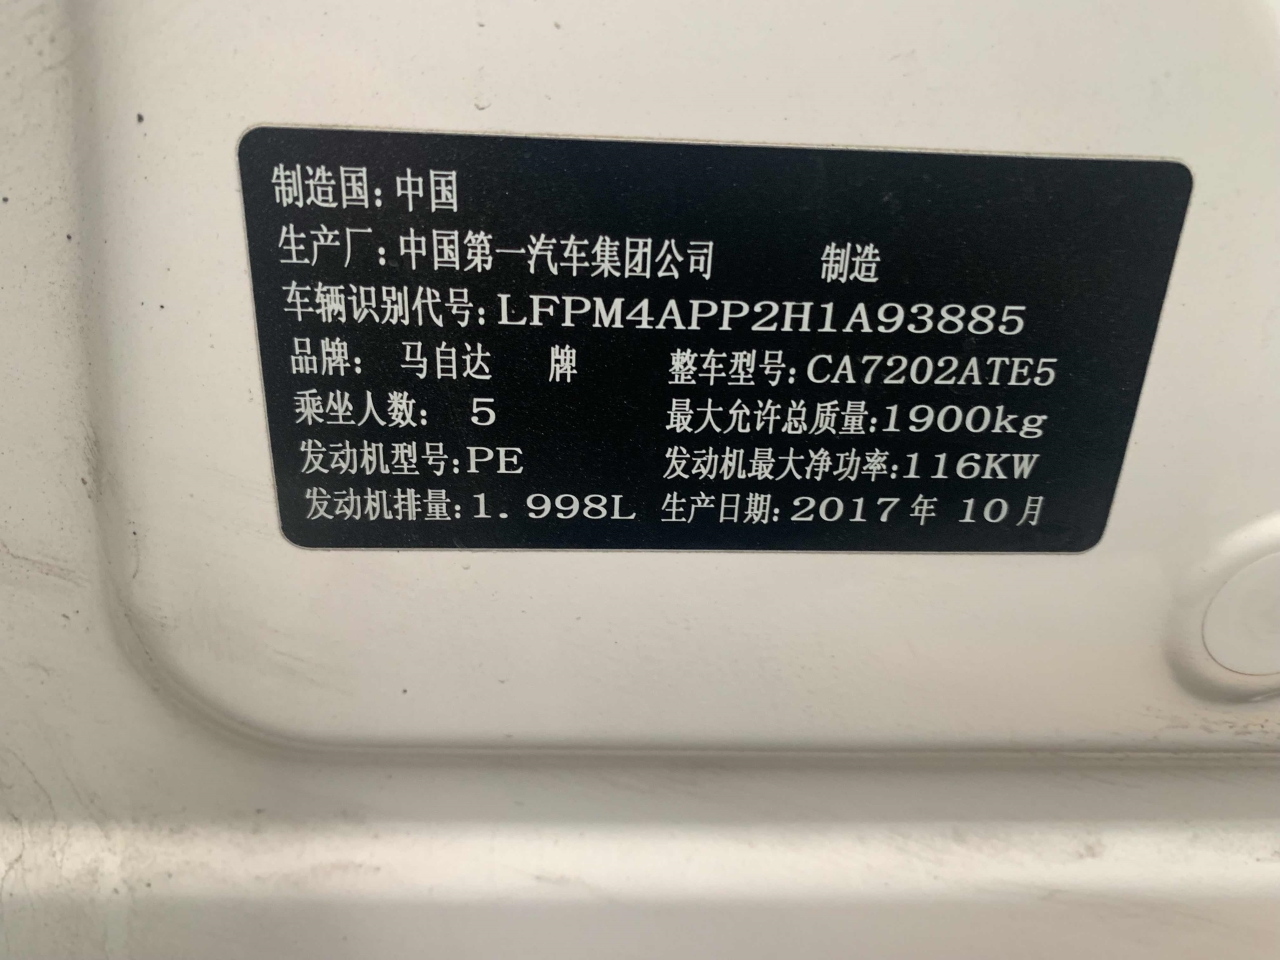 制造国：中国
生产厂：中国第一汽车集团公司 制造
车辆识别代号：LFPM4APP2H1A93885
品牌： 马自达 牌 整车型号：CA7202ATE5
乘坐人数： 5 最大允许总质量：1900kg
发动机型号：PE 发动机最大净功率：116KW
发动机排量：1.998L 生产日期：2017年 10月